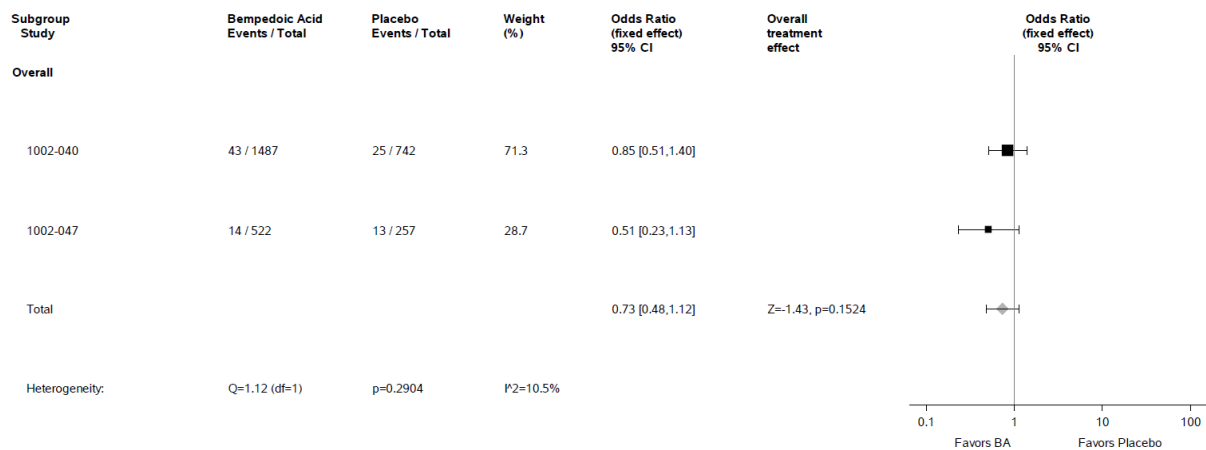 Subgroup Bempedoic Acid Placebo Weight Odds Ratio Overall Odds Ratio
Study Events / Total Events / Total (%) (fixed effect) treatment (fixed effect)
95% CI effect 95% CI
Overall
1002-040 43 / 1487 25 / 742 71.3 0.85 [0.51,1.40]
1002-047 14 / 522 13 / 257 28.7 0.51 [0.23,1.13]
Total 0.73 [0.48,1.12] Z=-1.43, p=0.1524
Heterogeneity: Q=1.12 (df=1) p=0.2904 I^2=10.5%
0.1 1 10 100
Favors BA Favors Placebo